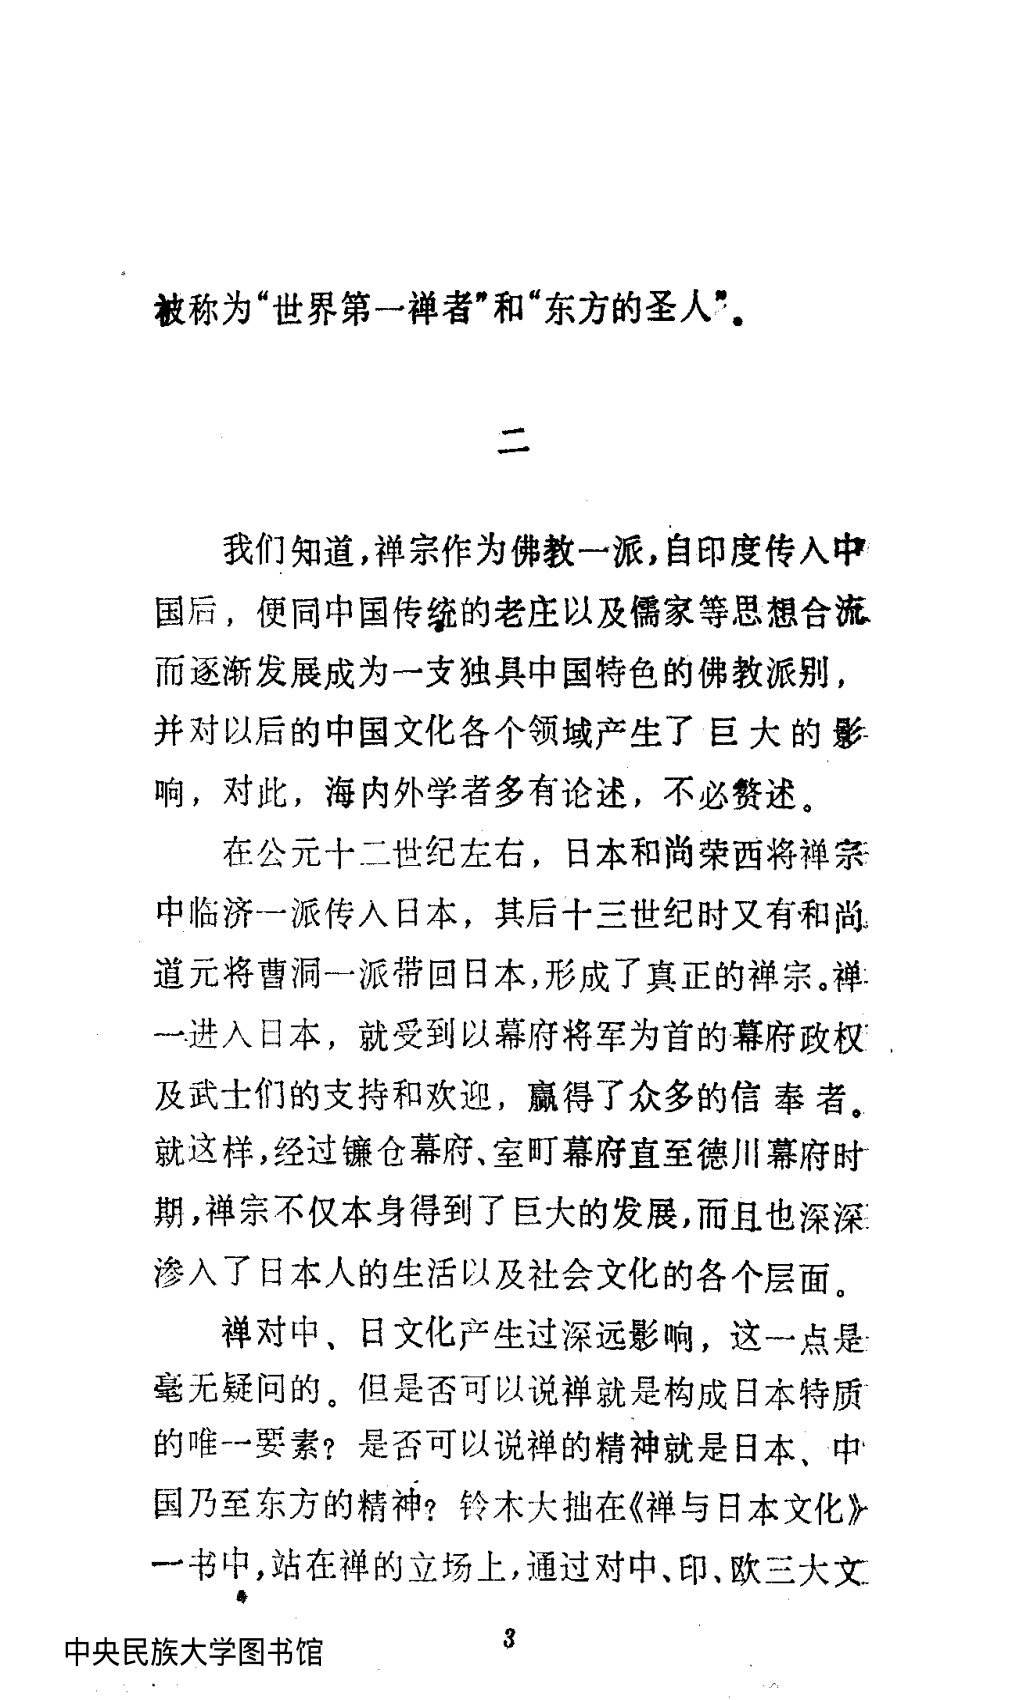 被称为“世界第一禅者”和“东方的圣人”。
二
我们知道,禅宗作为佛教一派,自印度传入中
国后，便同中国传统的老庄以及儒家等思想合流
而逐渐发展成为一支独具中国特色的佛教派别，
并对以后的中国文化各个领域产生了巨大的影
响，对此，海内外学者多有论述，不必赘述。
在公元十二世纪左右，日本和尚荣西将禅宗
中临济一派传入日本，其后十三世纪时又有和尚
道元将曹洞一派带回日本,形成了真正的禅宗。禅
一进入日本，就受到以幕府将军为首的幕府政权
及武士们的支持和欢迎，赢得了众多的信奉者。
就这样,经过镰仓幕府、室町幕府直至德川幕府时
期,禅宗不仅本身得到了巨大的发展,而且也深深
渗入了日本人的生活以及社会文化的各个层面。
禅对中、日文化产生过深远影响，这一点是
毫无疑问的。但是否可以说禅就是构成日本特质
的唯一要素？是否可以说禅的精神就是日本、中
国乃至东方的精神？铃木大拙在《禅与日本文化》
一书中,站在禅的立场上,通过对中、印、欧三大文
3
中央民族大学图书馆